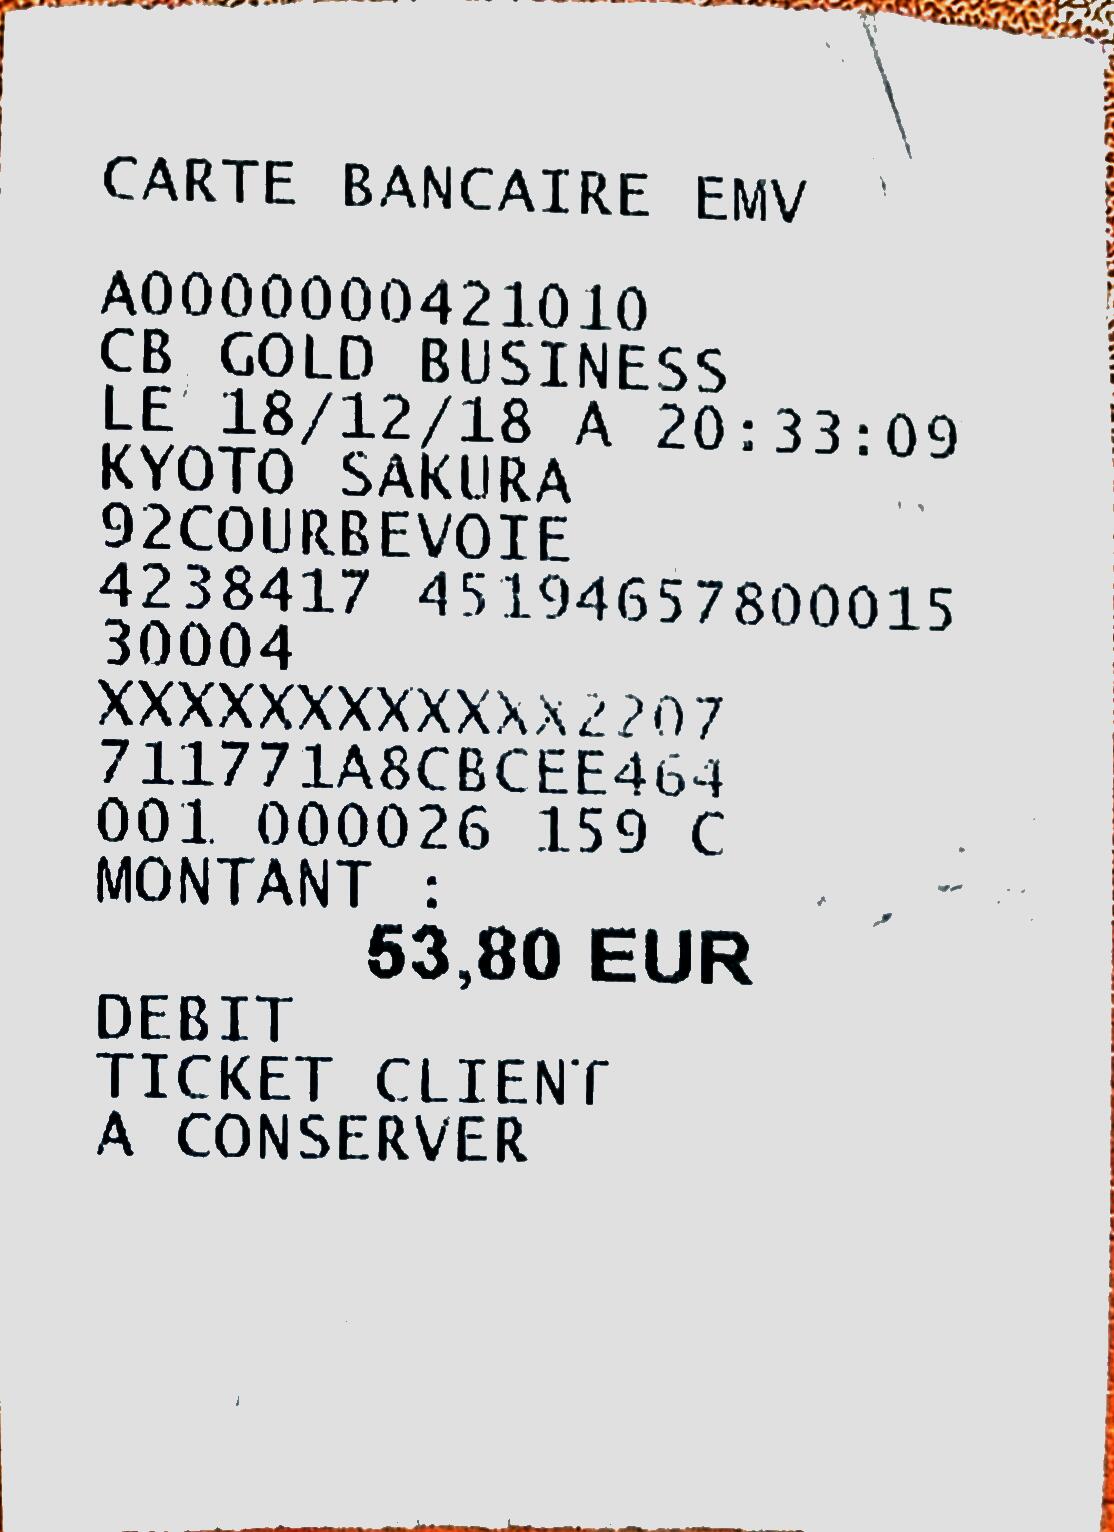 CARTE BANCAIRE EMV
A0000000421010
CB GOLD BUSINESS
LE 18/12/18 A 20:33:09
KYOTO SAKURA
92COURBEVOIE
4238417 45194657800015
30004
XXXXXXXXXXXX2207
711771A8CBCEE464
001 000026 159 C
MONTANT :
53,80 EUR
DEBIT
TICKET CLIENT
A CONSERVER